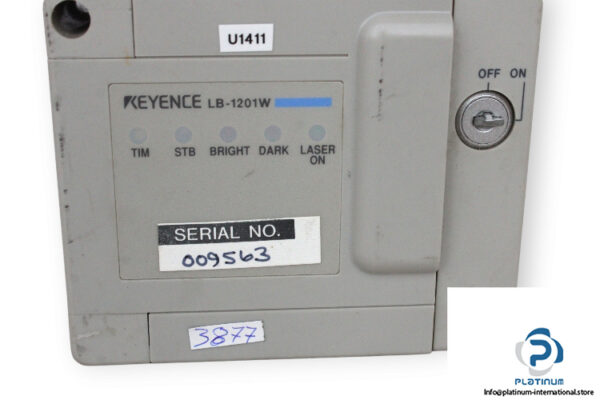 U1411
KEYENCE LB-1201W
OFF ON
TIM STB BRIGHT DARK LASER ON
SERIAL NO.
009563
3877
PLATINUM
Info@platinum-international.store